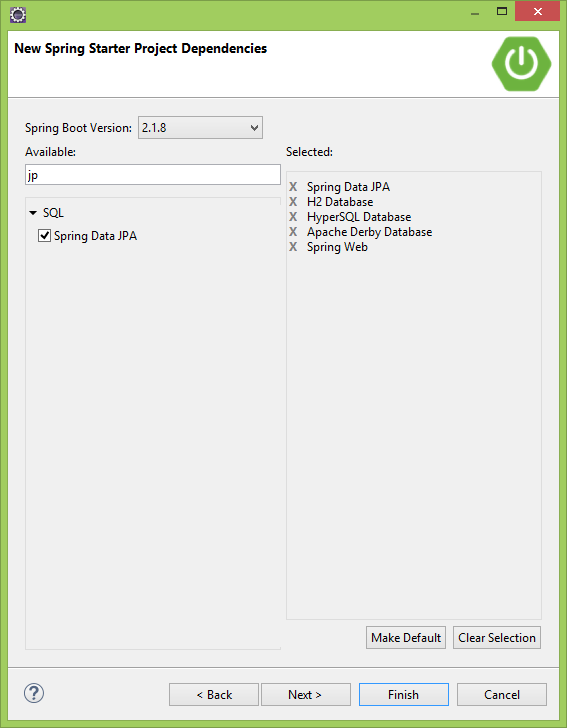 New Spring Starter Project Dependencies
Spring Boot Version: 2.1.8
Available:
jp
SQL
Spring Data JPA
Selected:
X Spring Data JPA
X H2 Database
X HyperSQL Database
X Apache Derby Database
X Spring Web
Make Default Clear Selection
? < Back Next > Finish Cancel